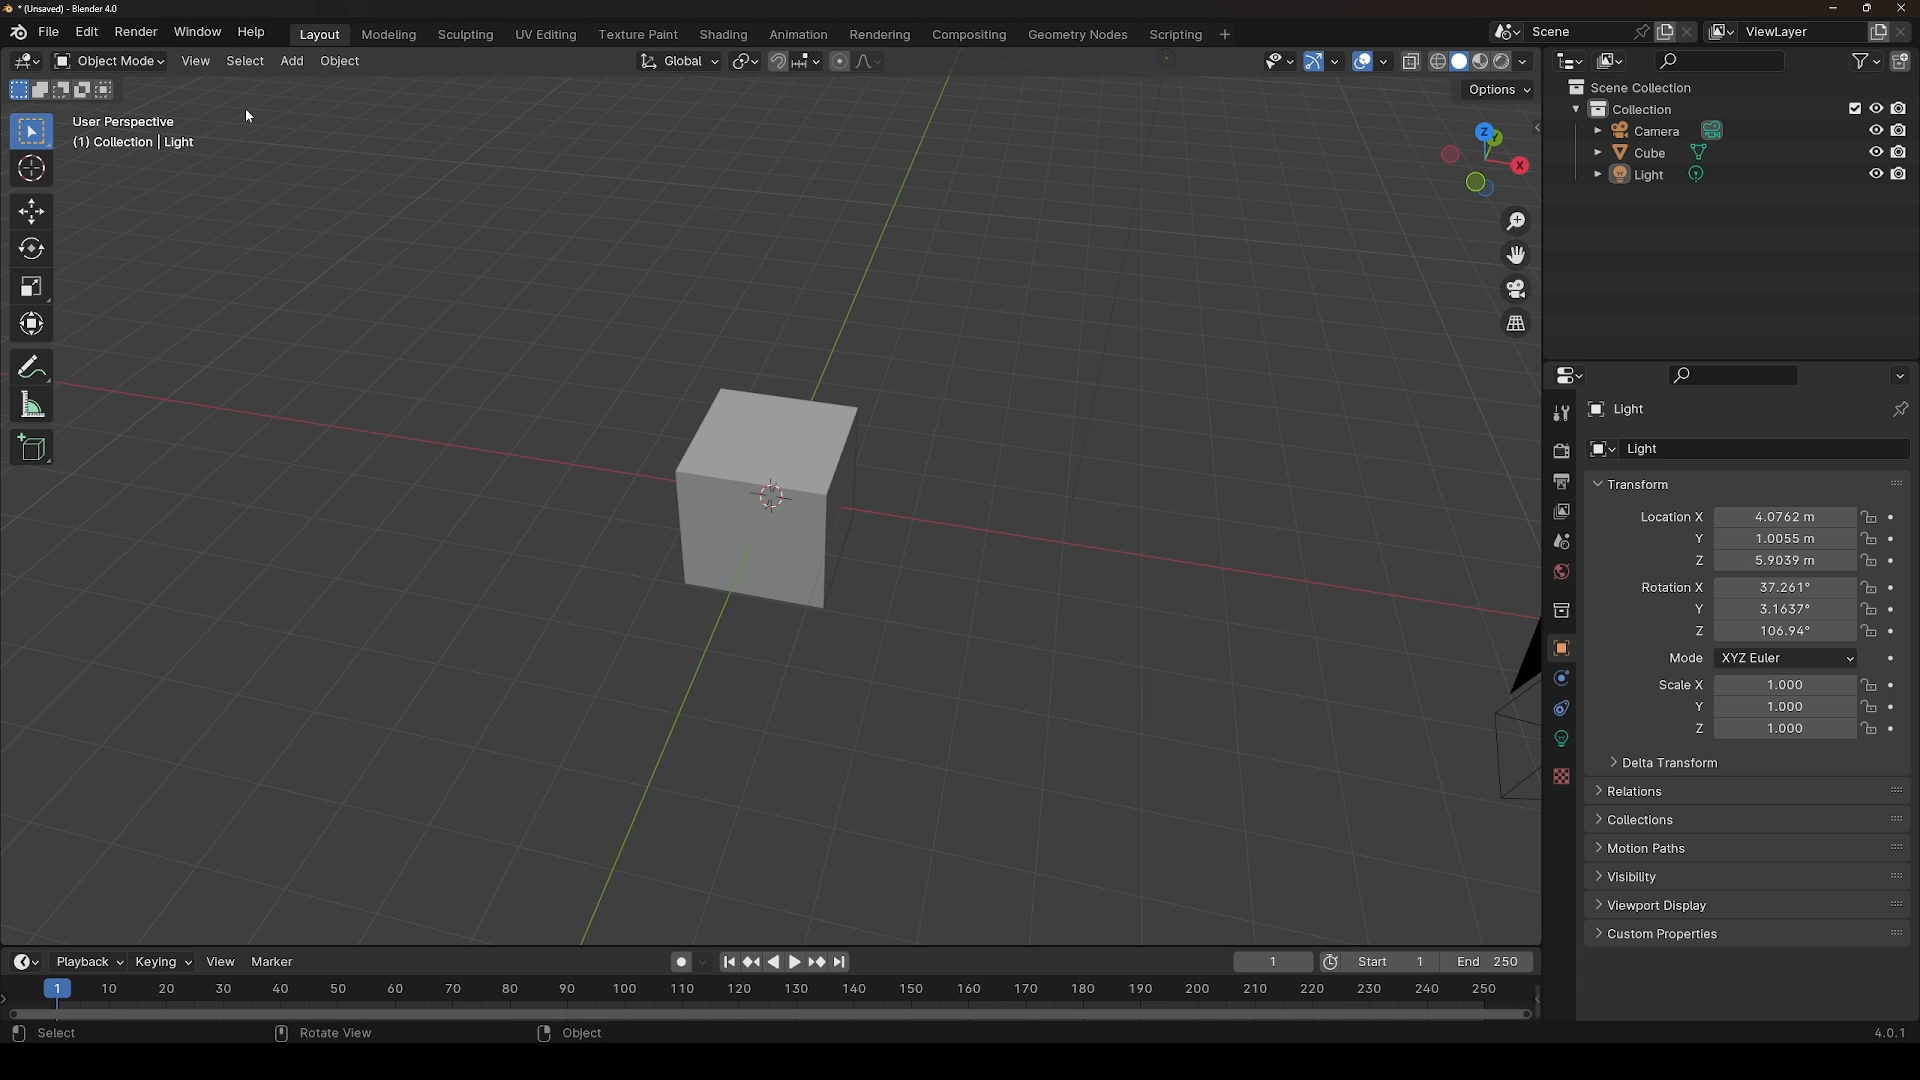 * (Unsaved) - Blender 4.0
File Edit Render Window Help Layout Modeling Sculpting UV Editing Texture Paint Shading Animation Rendering Compositing Geometry Nodes Scripting + Scene ViewLayer
Object Mode View Select Add Object Global
Options
User Perspective
(1) Collection | Light
Z
Y
X
Scene Collection
Collection
Camera
Cube
Light
Light
Light
Transform
Location X 4.0762 m
Y 1.0055 m
Z 5.9039 m
Rotation X 37.261°
Y 3.1637°
Z 106.94°
Mode XYZ Euler
Scale X 1.000
Y 1.000
Z 1.000
Delta Transform
Relations
Collections
Motion Paths
Visibility
Viewport Display
Custom Properties
Playback Keying View Marker 1 Start 1 End 250
1 10 20 30 40 50 60 70 80 90 100 110 120 130 140 150 160 170 180 190 200 210 220 230 240 250
Select Rotate View Object 4.0.1